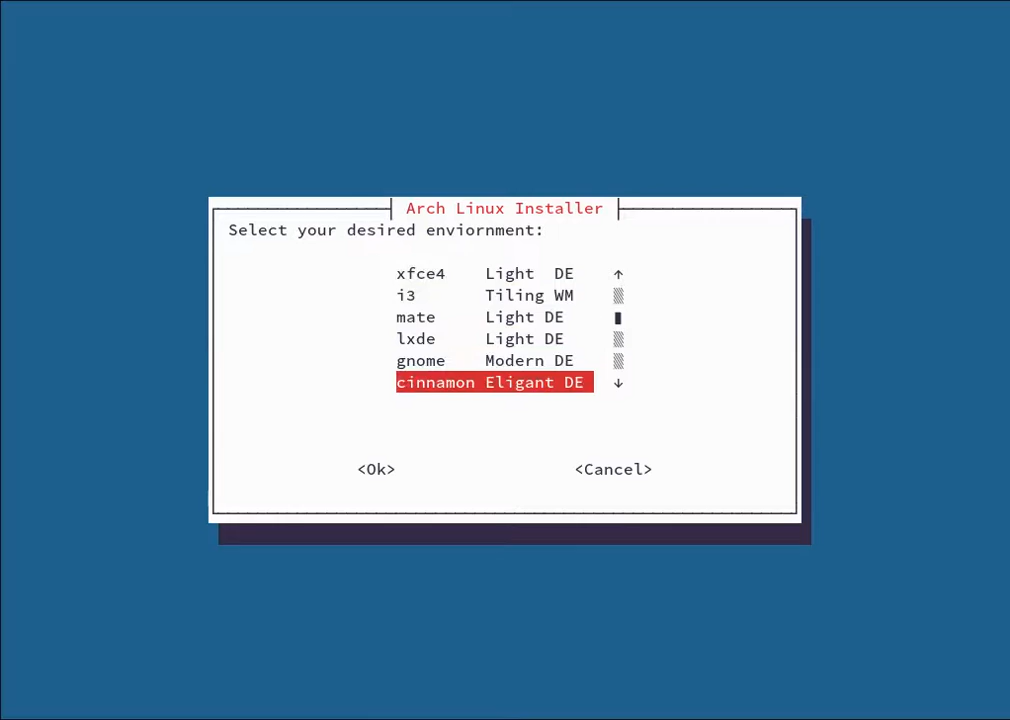 Arch Linux Installer
Select your desired enviornment:
xfce4 Light DE ↑
i3 Tiling WM
mate Light DE
lxde Light DE
gnome Modern DE
cinnamon Eligant DE ↓
<Ok> <Cancel>